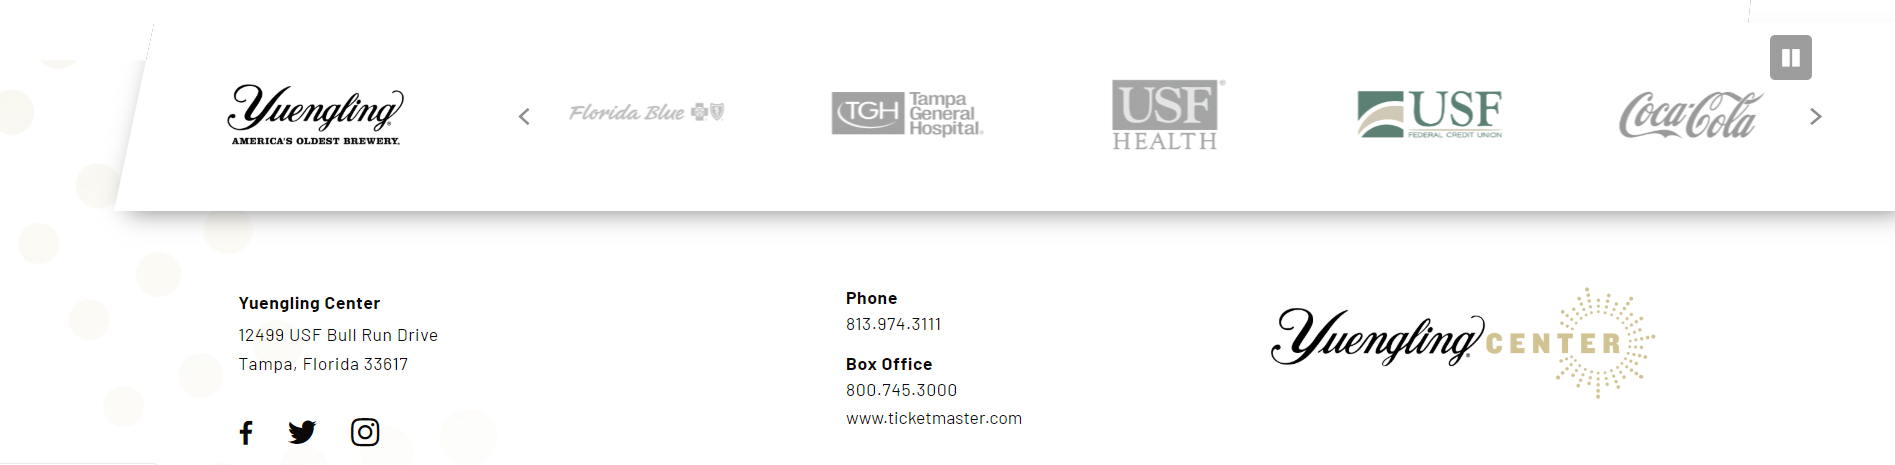 Yuengling®
AMERICA'S OLDEST BREWERY.
Florida Blue
TGH Tampa General Hospital®
USF®
HEALTH
USF
FEDERAL CREDIT UNION
Coca-Cola
Yuengling Center
12499 USF Bull Run Drive
Tampa, Florida 33617
Phone
813.974.3111
Box Office
800.745.3000
www.ticketmaster.com
Yuengling® CENTER